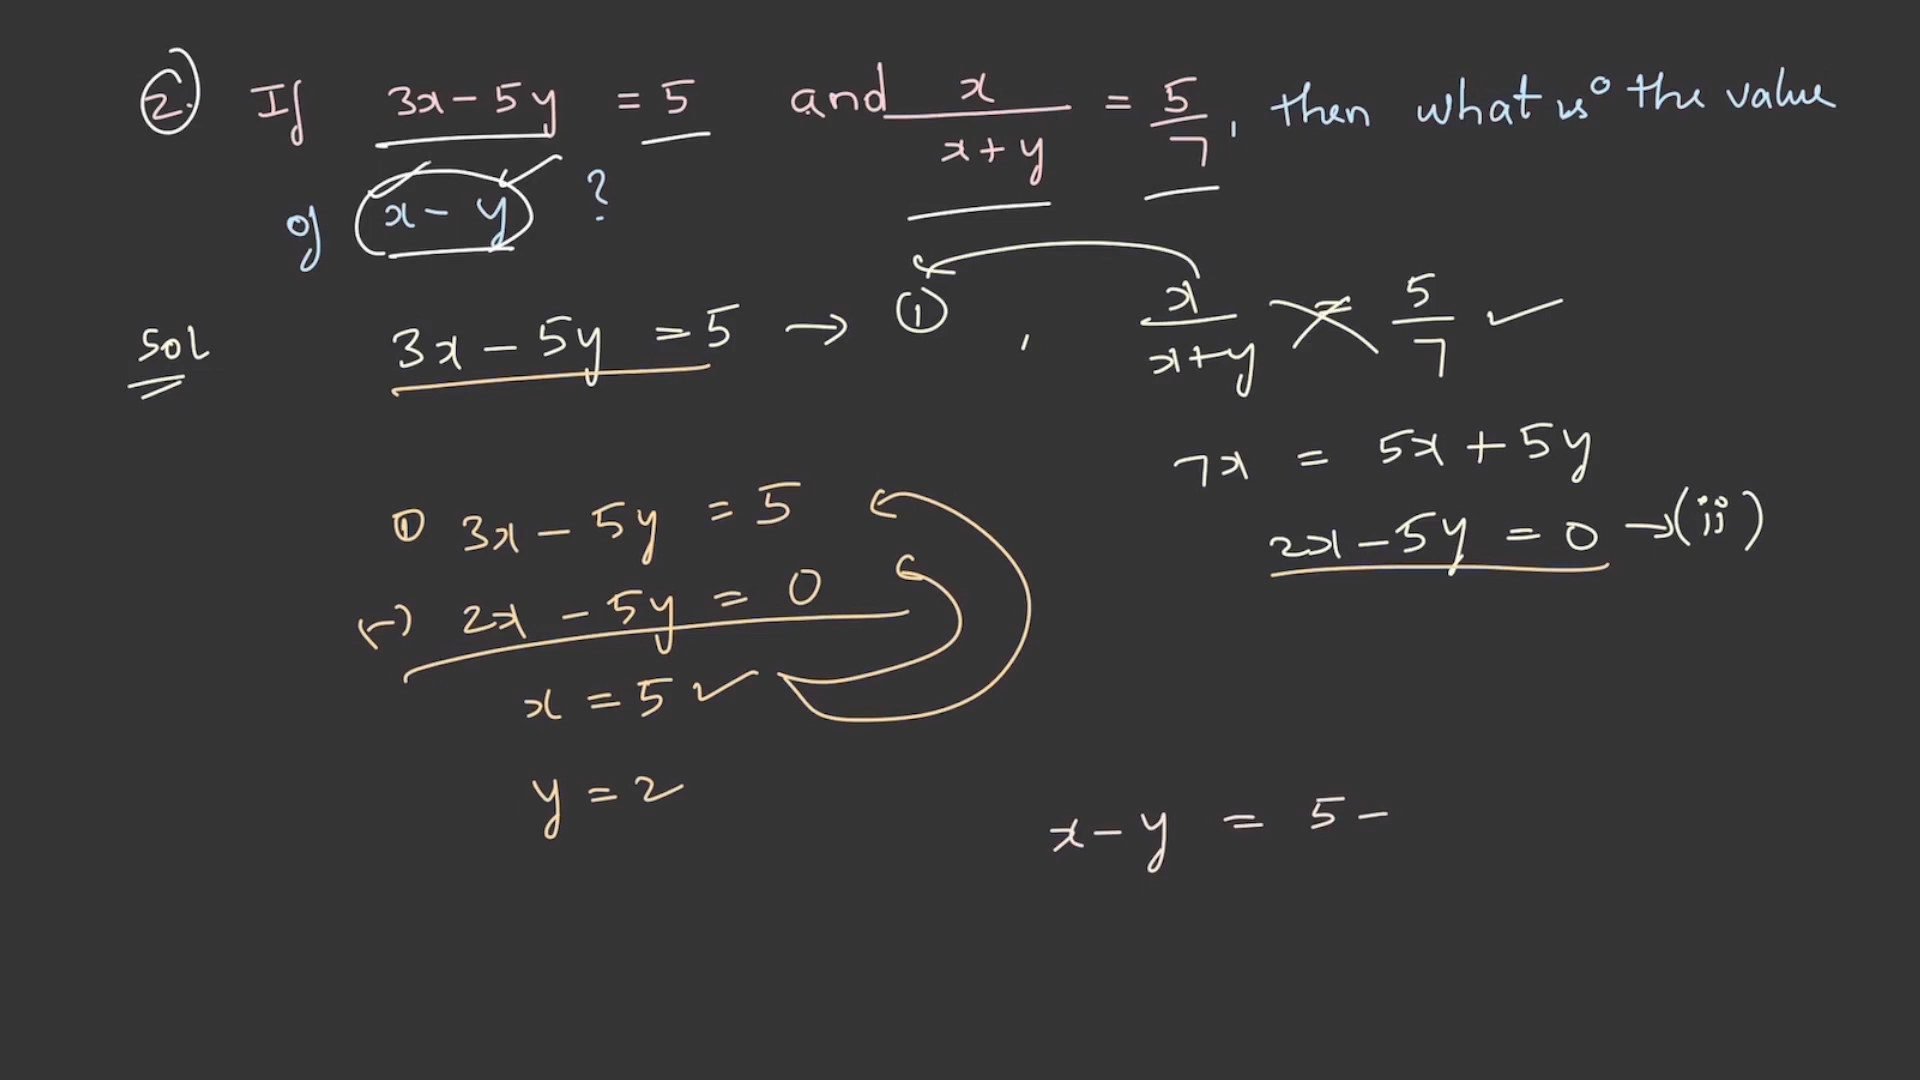 2. If 3x - 5y = 5 and x/(x+y) = 5/7, then what is the value
of x - y ?
Sol 3x - 5y = 5 → ① , x/(x+y) = 5/7 ✓
7x = 5x + 5y
2x - 5y = 0 → (ii)
① 3x - 5y = 5
(-) 2x - 5y = 0
x = 5 ✓
y = 2
x - y = 5 -